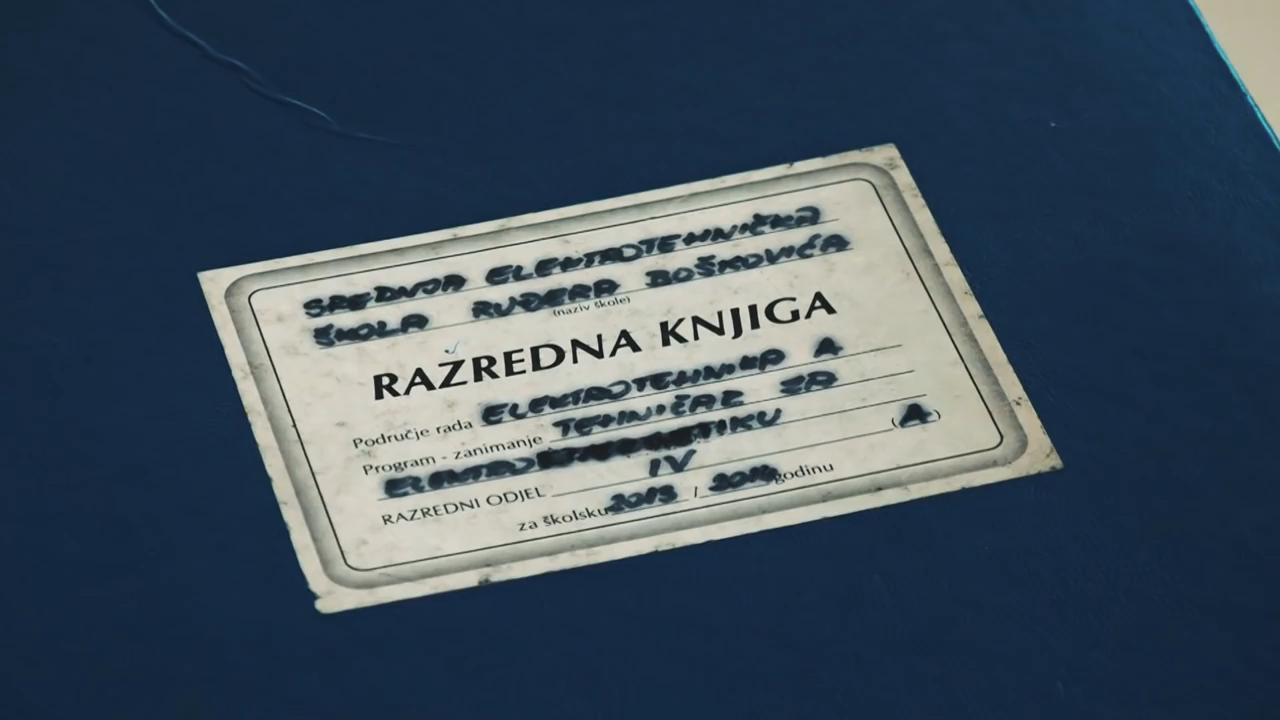 SREDNJA ELEKTROTEHNIČKA
ŠKOLA RUĐERA BOŠKOVIĆA
(naziv škole)
RAZREDNA KNJIGA
Područje rada ELEKTROTEHNIKA A
Program - zanimanje TEHNIČAR ZA
RAZREDNI ODJEL IV (A)
za školsku 2013 / 2014 godinu